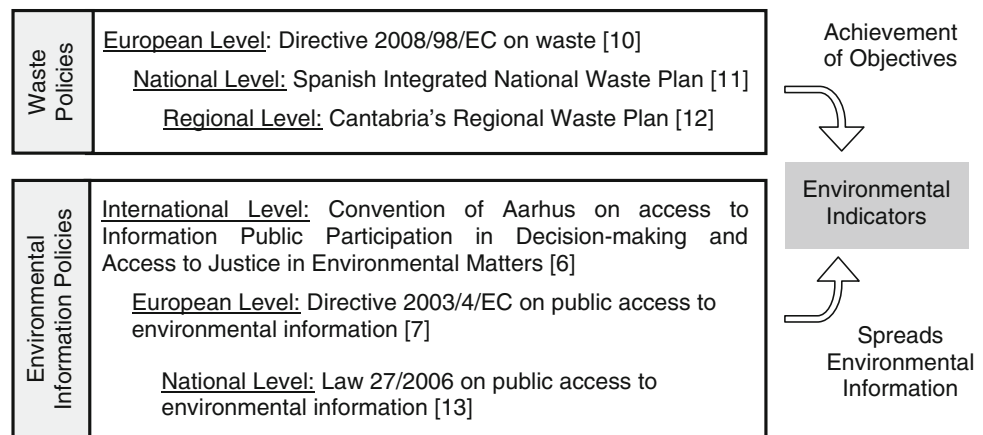 Waste
Policies
European Level: Directive 2008/98/EC on waste [10]
National Level: Spanish Integrated National Waste Plan [11]
Regional Level: Cantabria's Regional Waste Plan [12]
Environmental
Information Policies
International Level: Convention of Aarhus on access to
Information Public Participation in Decision-making and
Access to Justice in Environmental Matters [6]
European Level: Directive 2003/4/EC on public access to
environmental information [7]
National Level: Law 27/2006 on public access to
environmental information [13]
Achievement
of Objectives
Environmental
Indicators
Spreads
Environmental
Information